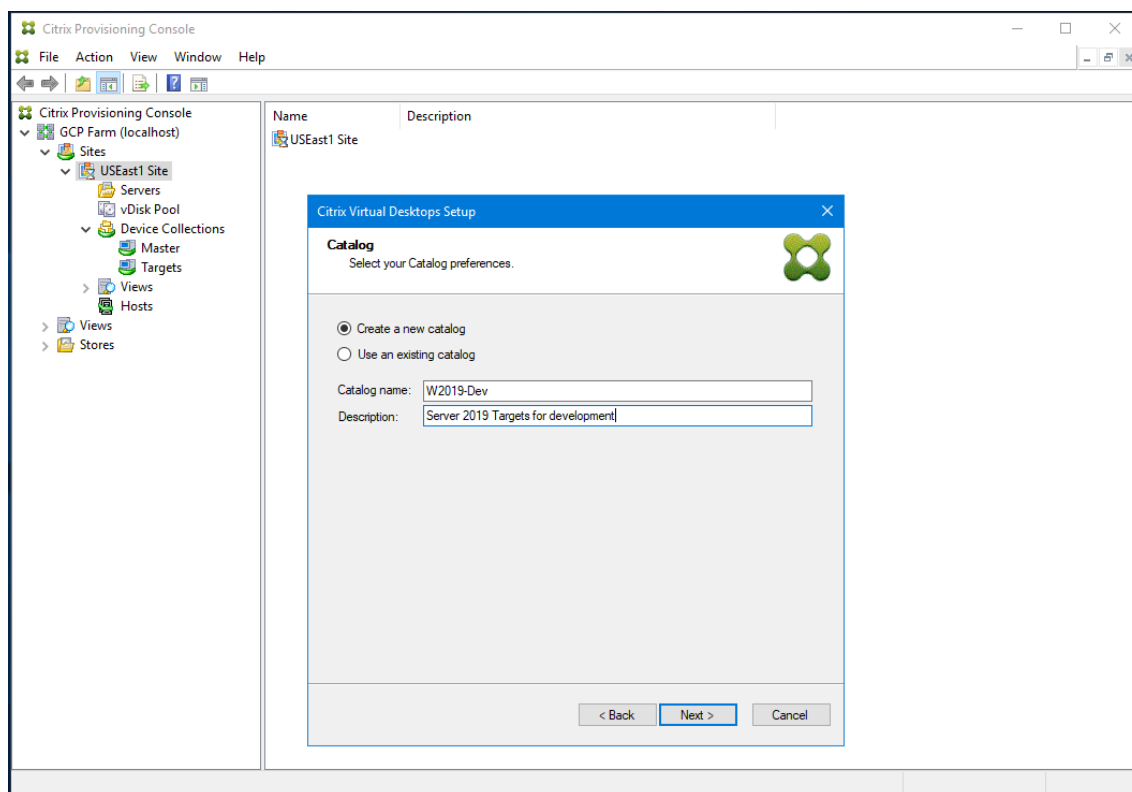 Citrix Provisioning Console
File Action View Window Help
Citrix Provisioning Console
GCP Farm (localhost)
Sites
USEast1 Site
Servers
vDisk Pool
Device Collections
Master
Targets
Views
Hosts
Views
Stores
Name Description
USEast1 Site
Citrix Virtual Desktops Setup
Catalog
Select your Catalog preferences.
Create a new catalog
Use an existing catalog
Catalog name: W2019-Dev
Description: Server 2019 Targets for development
< Back Next > Cancel